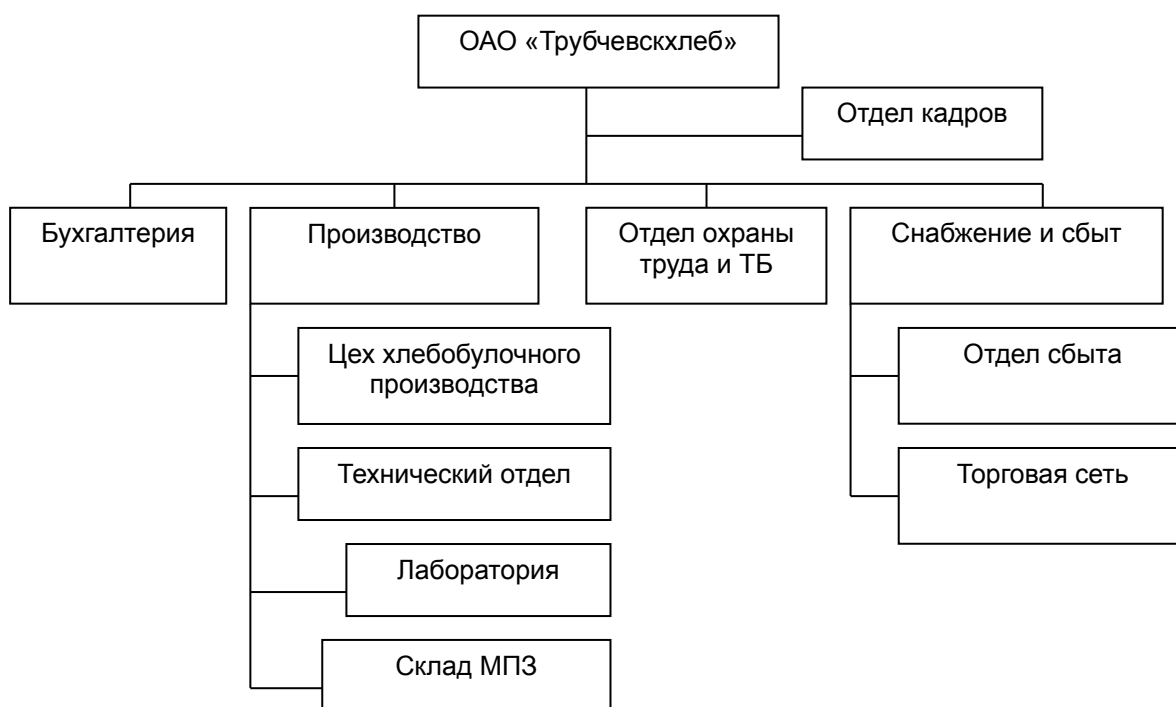 ОАО «Трубчевскхлеб»
Отдел кадров
Бухгалтерия
Производство
Отдел охраны
труда и ТБ
Снабжение и сбыт
Цех хлебобулочного
производства
Отдел сбыта
Технический отдел
Торговая сеть
Лаборатория
Склад МПЗ